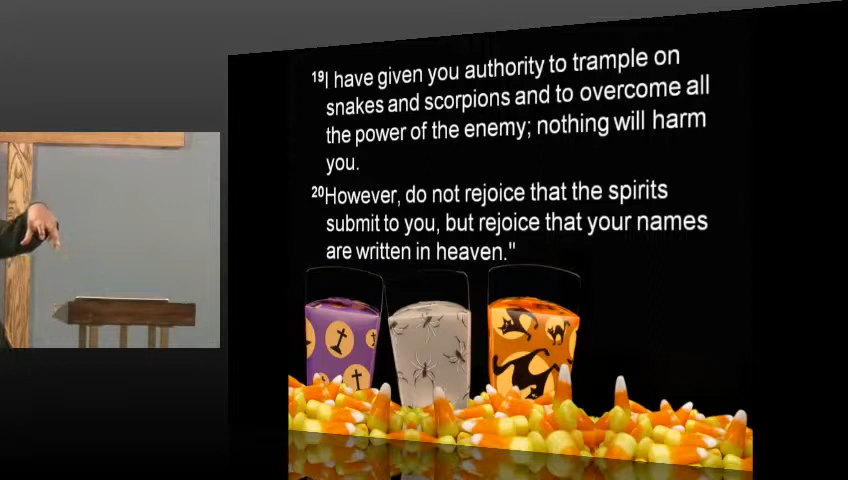 19I have given you authority to trample on
snakes and scorpions and to overcome all
the power of the enemy; nothing will harm
you.
20However, do not rejoice that the spirits
submit to you, but rejoice that your names
are written in heaven."